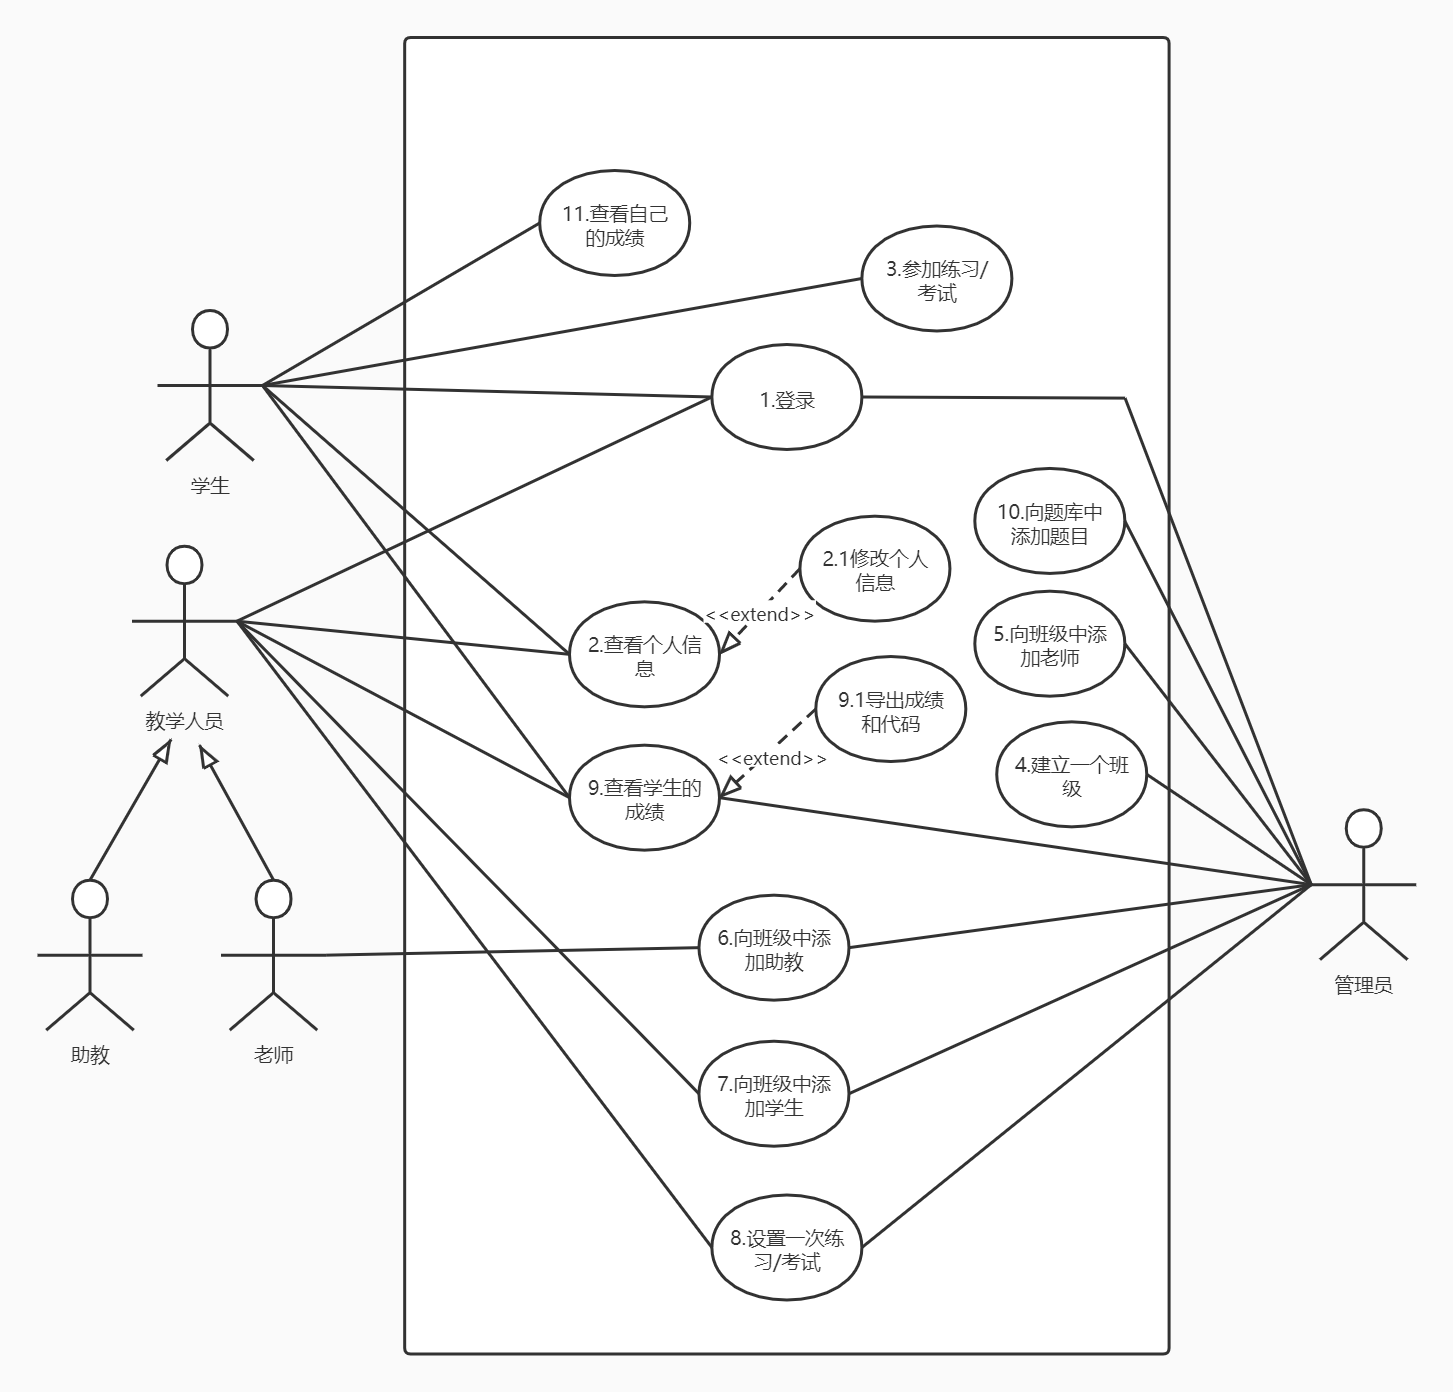 11.查看自己
的成绩
3.参加练习/
考试
1.登录
学生
10.向题库中
添加题目
2.1修改个人
信息
<<extend>>
2.查看个人信
息
5.向班级中添
加老师
教学人员
9.1导出成绩
和代码
<<extend>>
9.查看学生的
成绩
4.建立一个班
级
6.向班级中添
加助教
管理员
助教
老师
7.向班级中添
加学生
8.设置一次练
习/考试